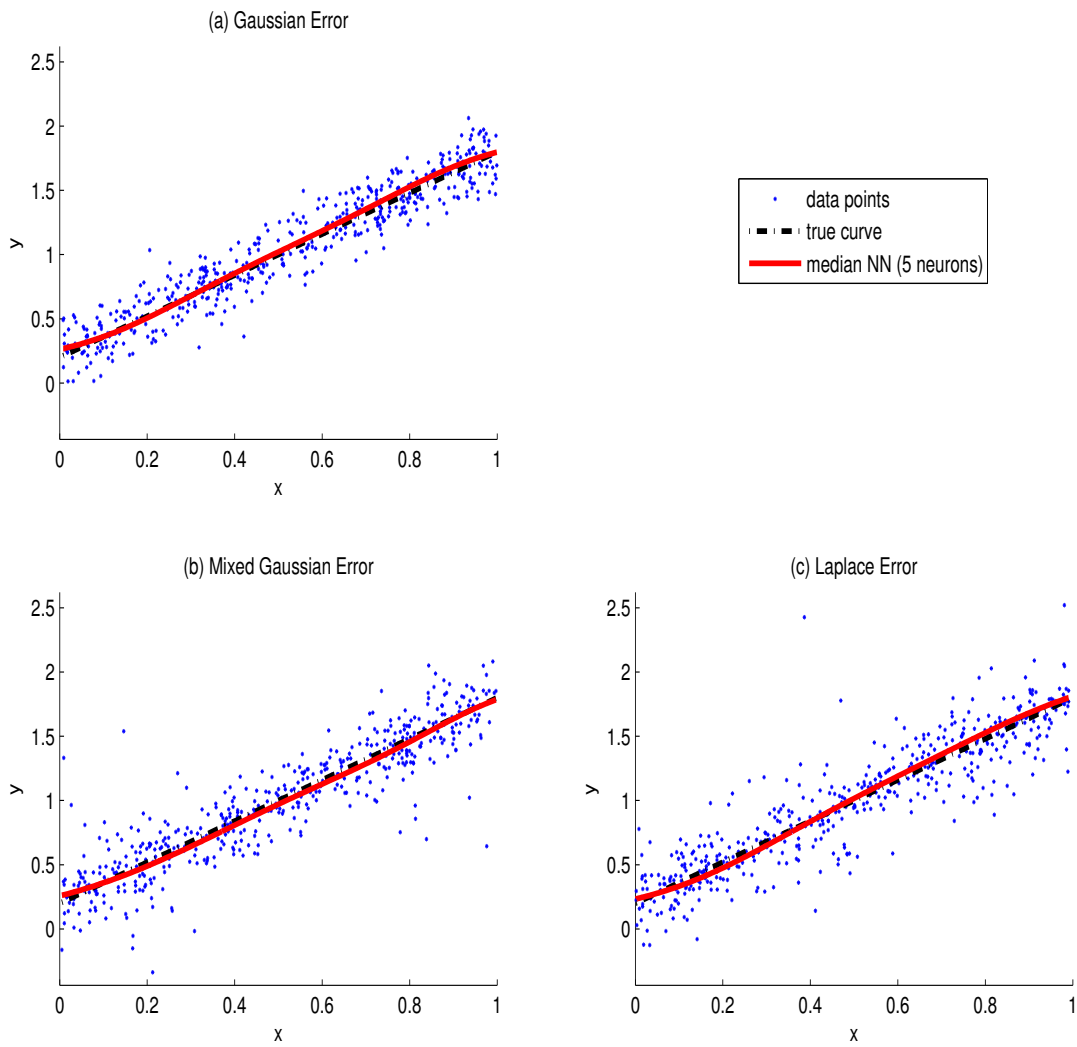 (a) Gaussian Error
2.5
2
1.5
1
0.5
0
y
0 0.2 0.4 0.6 0.8 1
x
data points
true curve
median NN (5 neurons)
(b) Mixed Gaussian Error
2.5
2
1.5
1
0.5
0
y
0 0.2 0.4 0.6 0.8 1
x
(c) Laplace Error
2.5
2
1.5
1
0.5
0
y
0 0.2 0.4 0.6 0.8 1
x